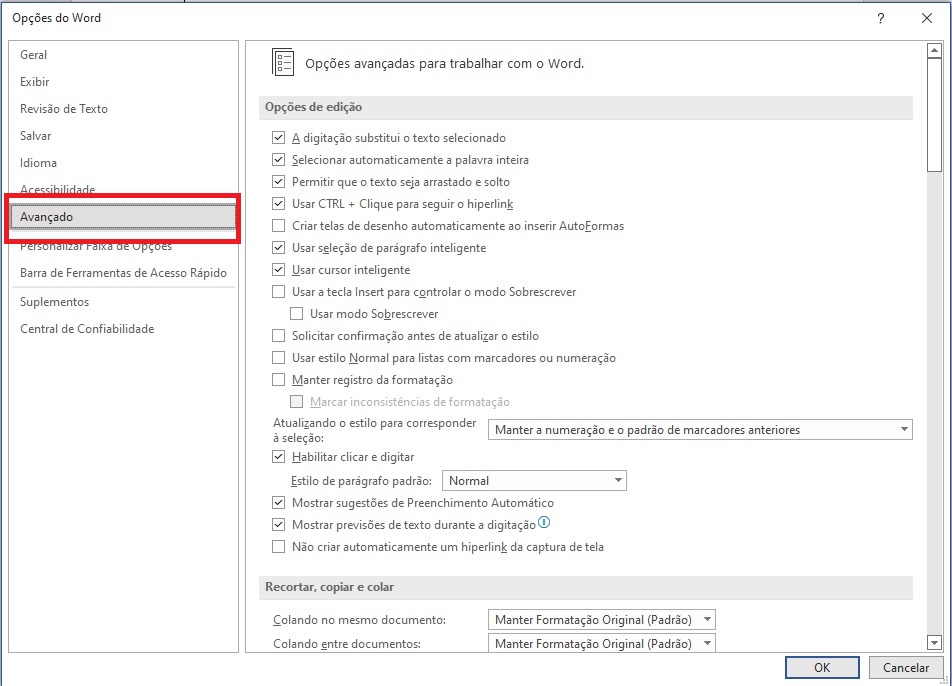 Opções do Word
?
Geral
Exibir
Revisão de Texto
Salvar
Idioma
Acessibilidade
Avançado
Personalizar Faixa de Opções
Barra de Ferramentas de Acesso Rápido
Suplementos
Central de Confiabilidade
Opções avançadas para trabalhar com o Word.
Opções de edição
A digitação substitui o texto selecionado
Selecionar automaticamente a palavra inteira
Permitir que o texto seja arrastado e solto
Usar CTRL + Clique para seguir o hiperlink
Criar telas de desenho automaticamente ao inserir AutoFormas
Usar seleção de parágrafo inteligente
Usar cursor inteligente
Usar a tecla Insert para controlar o modo Sobrescrever
Usar modo Sobrescrever
Solicitar confirmação antes de atualizar o estilo
Usar estilo Normal para listas com marcadores ou numeração
Manter registro da formatação
Marcar inconsistências de formatação
Atualizando o estilo para corresponder
à seleção:
Manter a numeração e o padrão de marcadores anteriores
Habilitar clicar e digitar
Estilo de parágrafo padrão: Normal
Mostrar sugestões de Preenchimento Automático
Mostrar previsões de texto durante a digitação
Não criar automaticamente um hiperlink da captura de tela
Recortar, copiar e colar
Colando no mesmo documento: Manter Formatação Original (Padrão)
Colando entre documentos: Manter Formatação Original (Padrão)
OK Cancelar